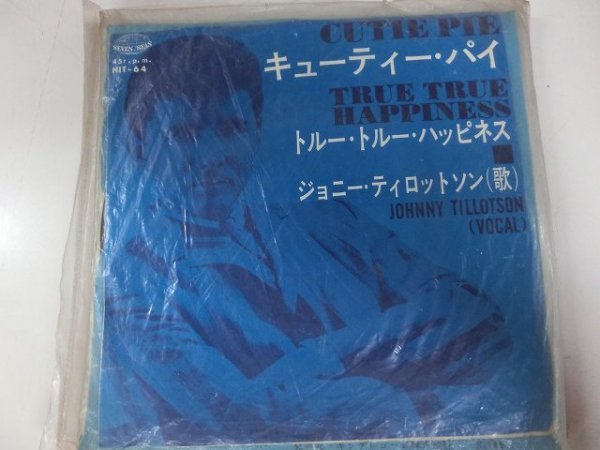 SEVEN SEAS
45r.p.m.
HIT-64
CUTIE PIE
キューティー・パイ
TRUE TRUE
HAPPINESS
トルー・トルー・ハッピネス
ジョニー・ティロットソン(歌)
JOHNNY TILLOTSON
(VOCAL)